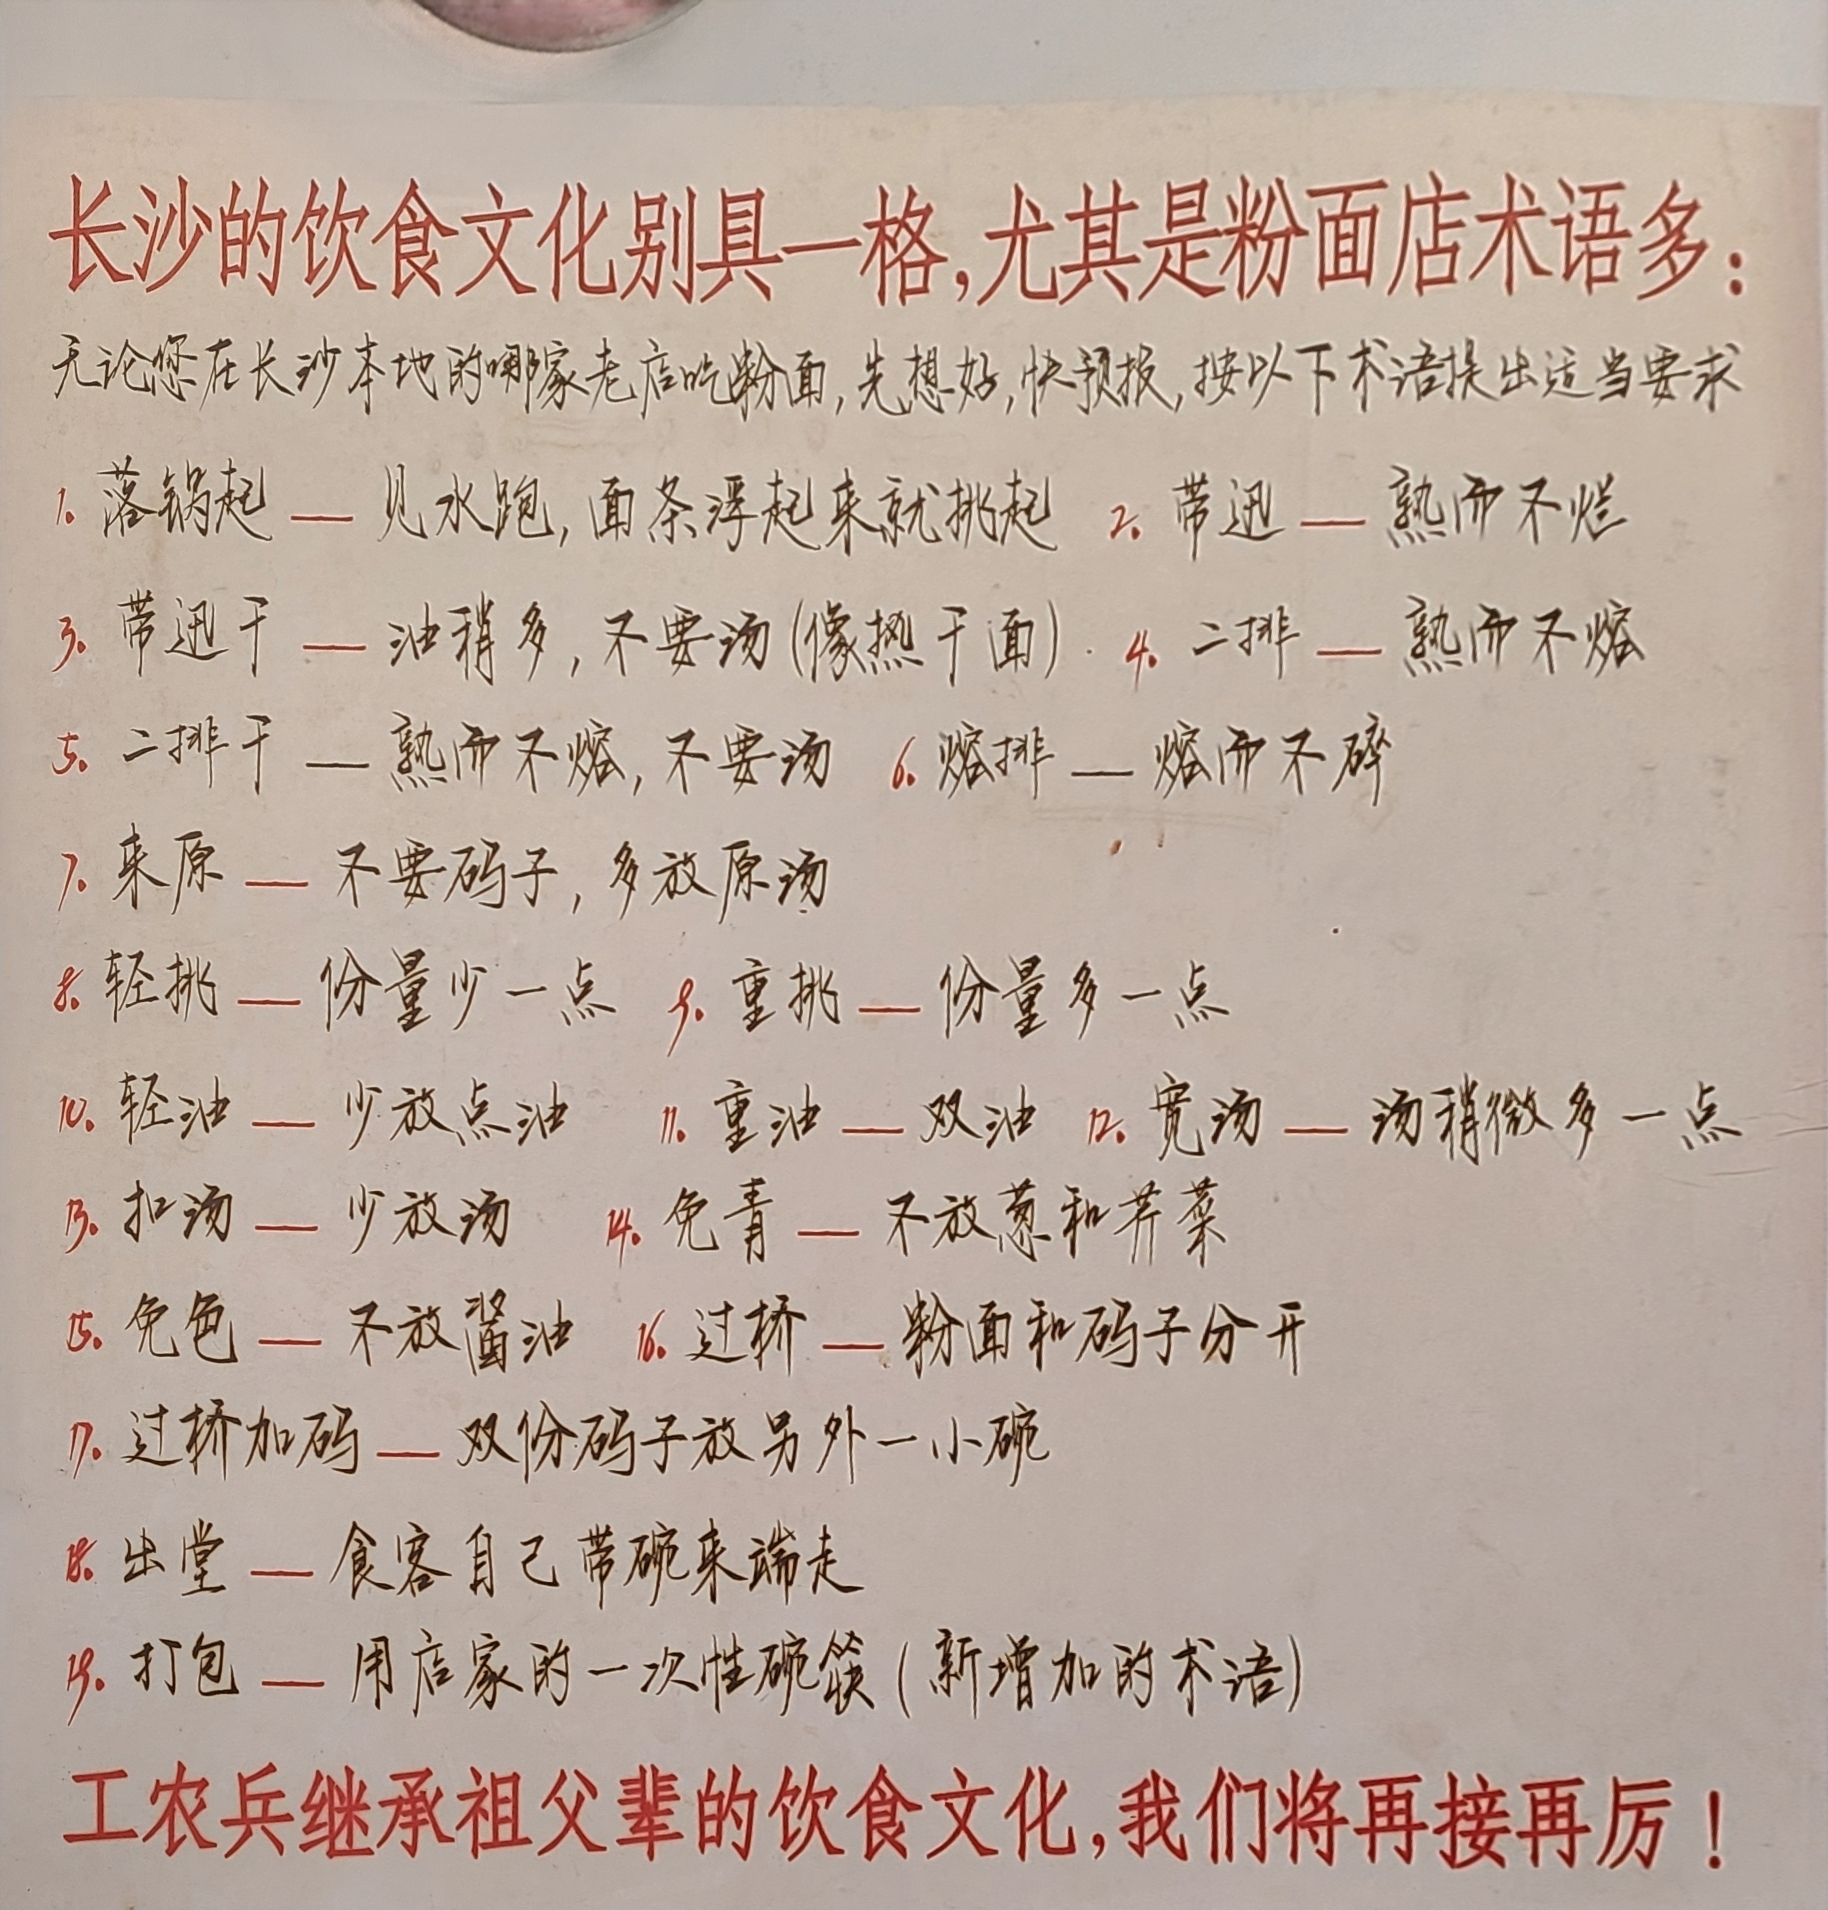 长沙的饮食文化别具一格,尤其是粉面店术语多:
无论您在长沙本地的哪家老店吃粉面,先想好,快预报,按以下术语提出适当要求
1. 落锅起 — 见水跑,面条浮起来就挑起 2. 带迅 — 熟而不烂
3. 带迅干 — 油稍多,不要汤(像热干面). 4. 二排 — 熟而不熔
5. 二排干 — 熟而不熔,不要汤 6. 熔排 — 熔而不碎
7. 来原 — 不要码子,多放原汤
8. 轻挑 — 份量少一点 9. 重挑 — 份量多一点
10. 轻油 — 少放点油 11. 重油 — 双油 12. 宽汤 — 汤稍微多一点
13. 扣汤 — 少放汤 14. 免青 — 不放葱和芥菜
15. 免色 — 不放酱油 16. 过桥 — 粉面和码子分开
17. 过桥加码 — 双份码子放另外一小碗
18. 出堂 — 食客自己带碗来端走
19. 打包 — 用店家的一次性碗筷(新增加的术语)
工农兵继承祖父辈的饮食文化,我们将再接再厉!